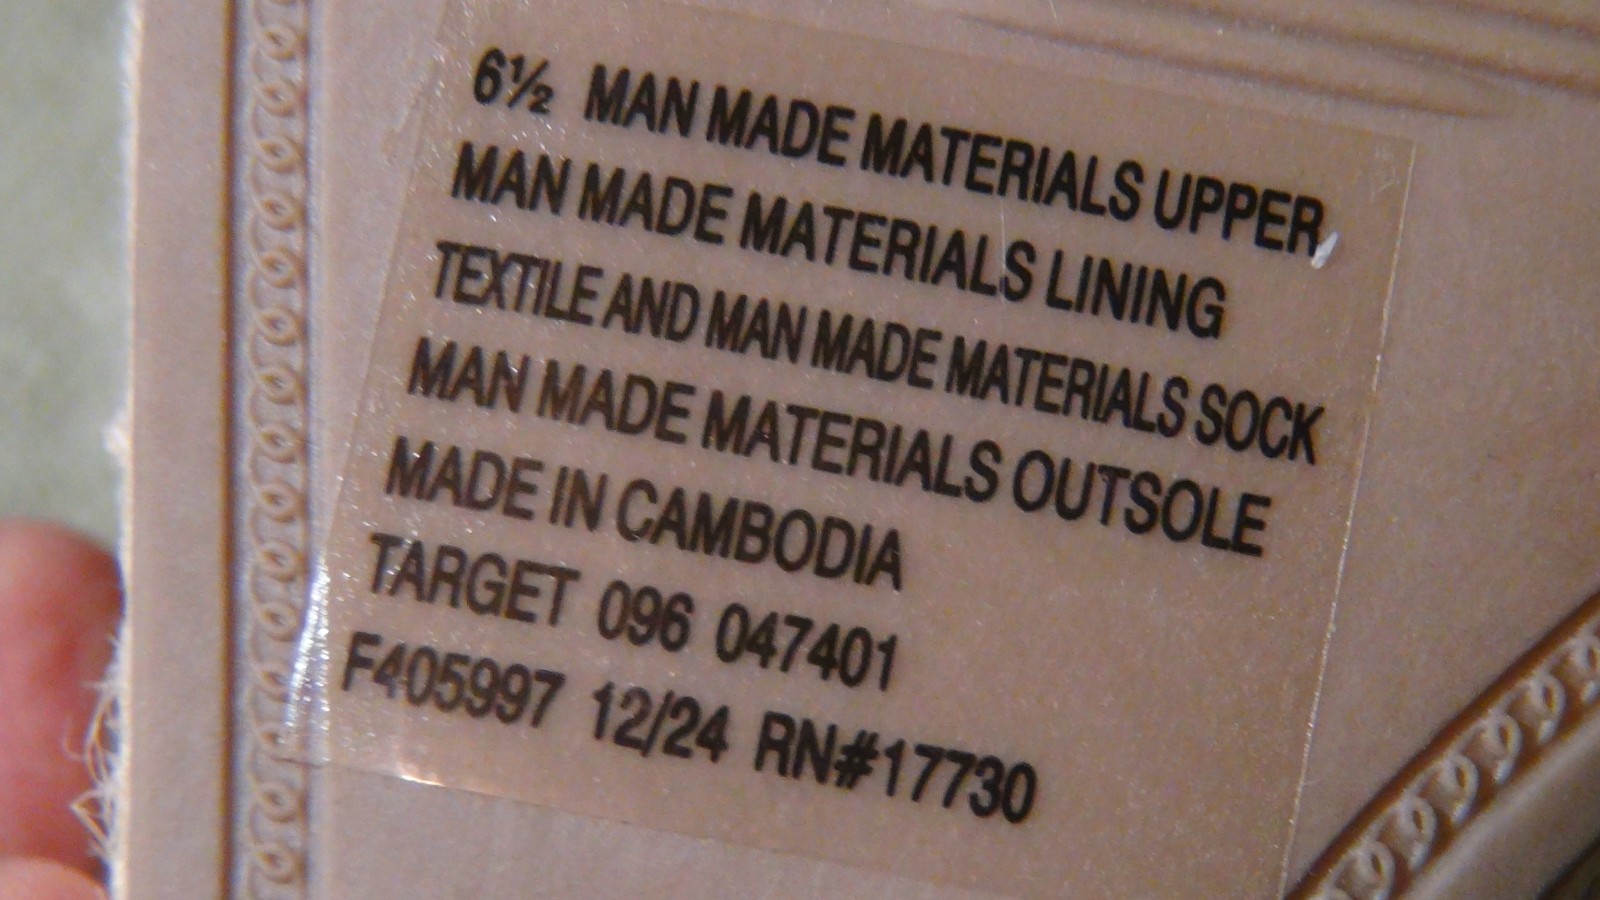 6½ MAN MADE MATERIALS UPPER
MAN MADE MATERIALS LINING
TEXTILE AND MAN MADE MATERIALS SOCK
MAN MADE MATERIALS OUTSOLE
MADE IN CAMBODIA
TARGET 096 047401
F405997 12/24 RN#17730